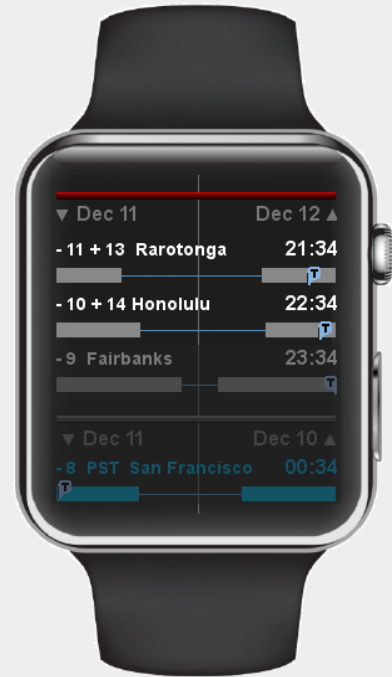 ▼ Dec 11 Dec 12 ▲
- 11 + 13 Rarotonga 21:34
T
- 10 + 14 Honolulu 22:34
T
- 9 Fairbanks 23:34
T
▼ Dec 11 Dec 10 ▲
- 8 PST San Francisco 00:34
T